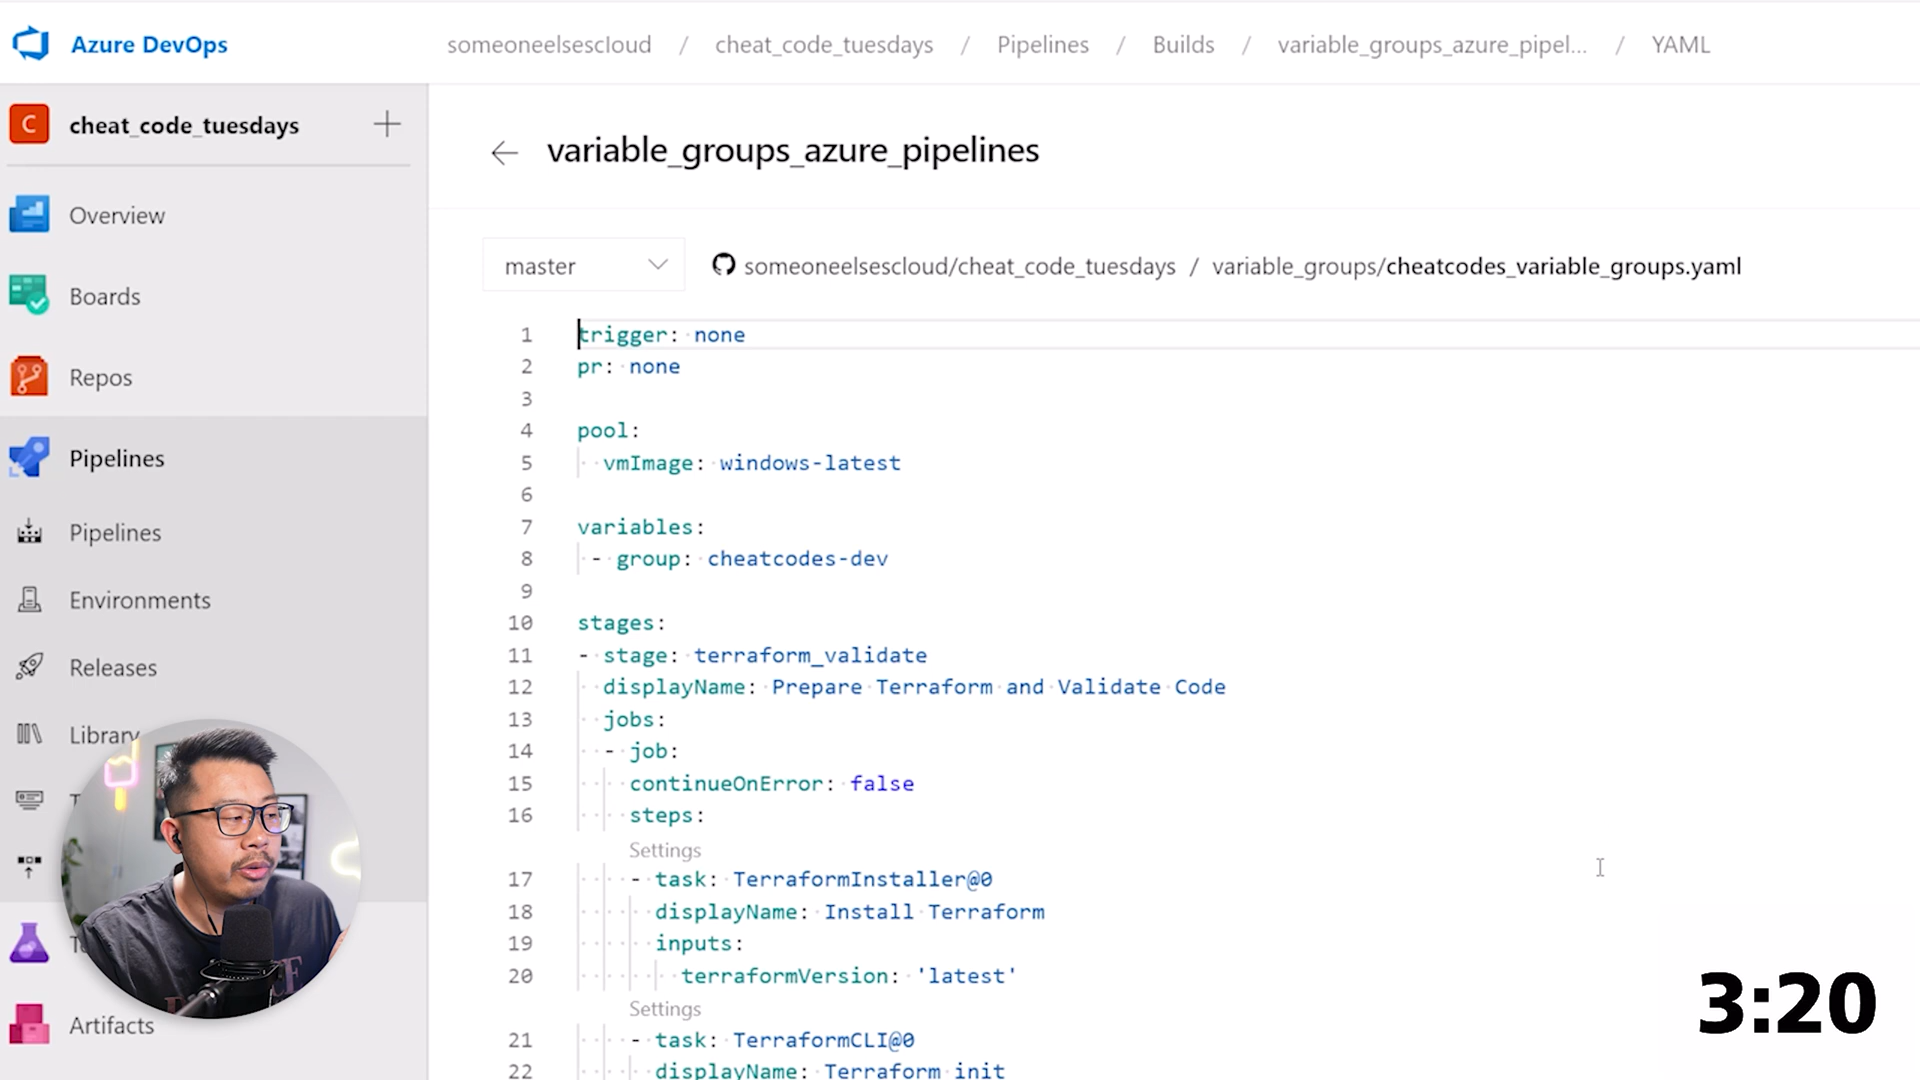 Azure DevOps
someoneelsescloud / cheat_code_tuesdays / Pipelines / Builds / variable_groups_azure_pipel... / YAML
C cheat_code_tuesdays +
variable_groups_azure_pipelines
Overview
Boards
Repos
Pipelines
Pipelines
Environments
Releases
Library
Artifacts
master
someoneelsescloud/cheat_code_tuesdays / variable_groups/cheatcodes_variable_groups.yaml
1 trigger: none
2 pr: none
3
4 pool:
5 vmImage: windows-latest
6
7 variables:
8 - group: cheatcodes-dev
9
10 stages:
11 - stage: terraform_validate
12 displayName: Prepare Terraform and Validate Code
13 jobs:
14 - job:
15 continueOnError: false
16 steps:
Settings
17 - task: TerraformInstaller@0
18 displayName: Install Terraform
19 inputs:
20 terraformVersion: 'latest'
Settings
21 - task: TerraformCLI@0
22 displayName: Terraform init
3:20